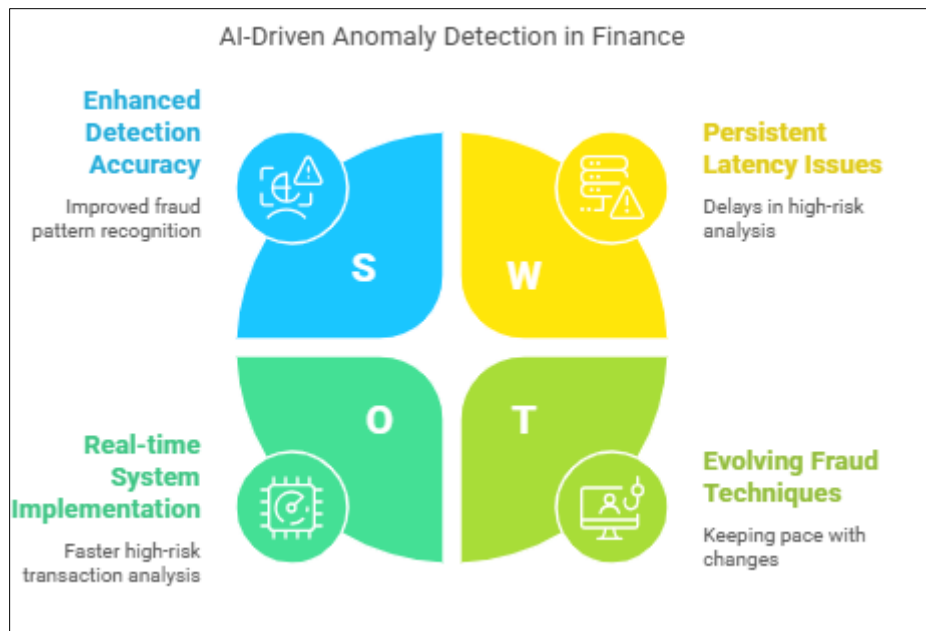 AI-Driven Anomaly Detection in Finance
Enhanced
Detection
Accuracy
Improved fraud
pattern recognition
S
Persistent
Latency Issues
Delays in high-risk
analysis
W
Real-time
System
Implementation
Faster high-risk
transaction analysis
O
Evolving Fraud
Techniques
Keeping pace with
changes
T